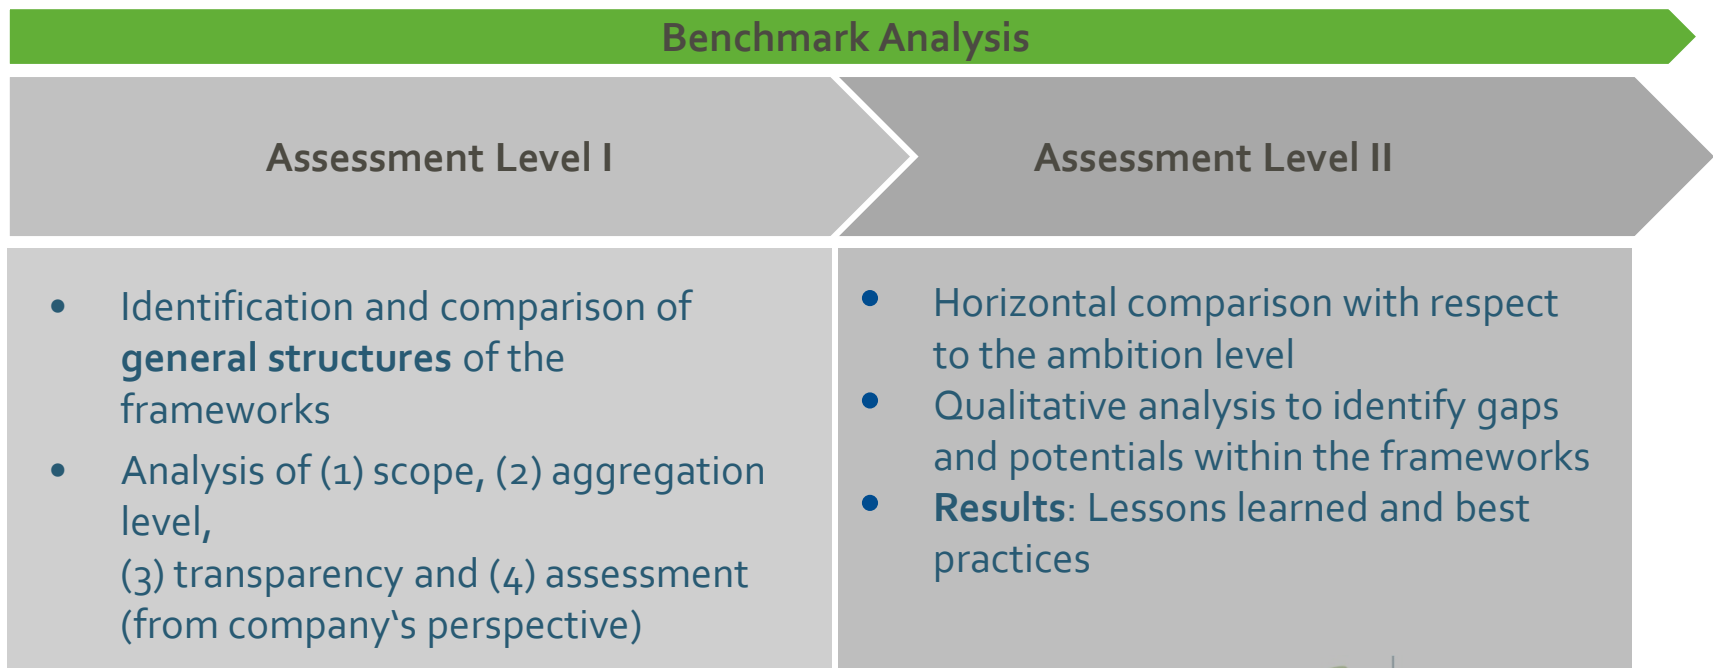 Benchmark Analysis
Assessment Level I
Assessment Level II
• Identification and comparison of
general structures of the
frameworks
• Analysis of (1) scope, (2) aggregation
level,
(3) transparency and (4) assessment
(from company‘s perspective)
• Horizontal comparison with respect
to the ambition level
• Qualitative analysis to identify gaps
and potentials within the frameworks
• Results: Lessons learned and best
practices